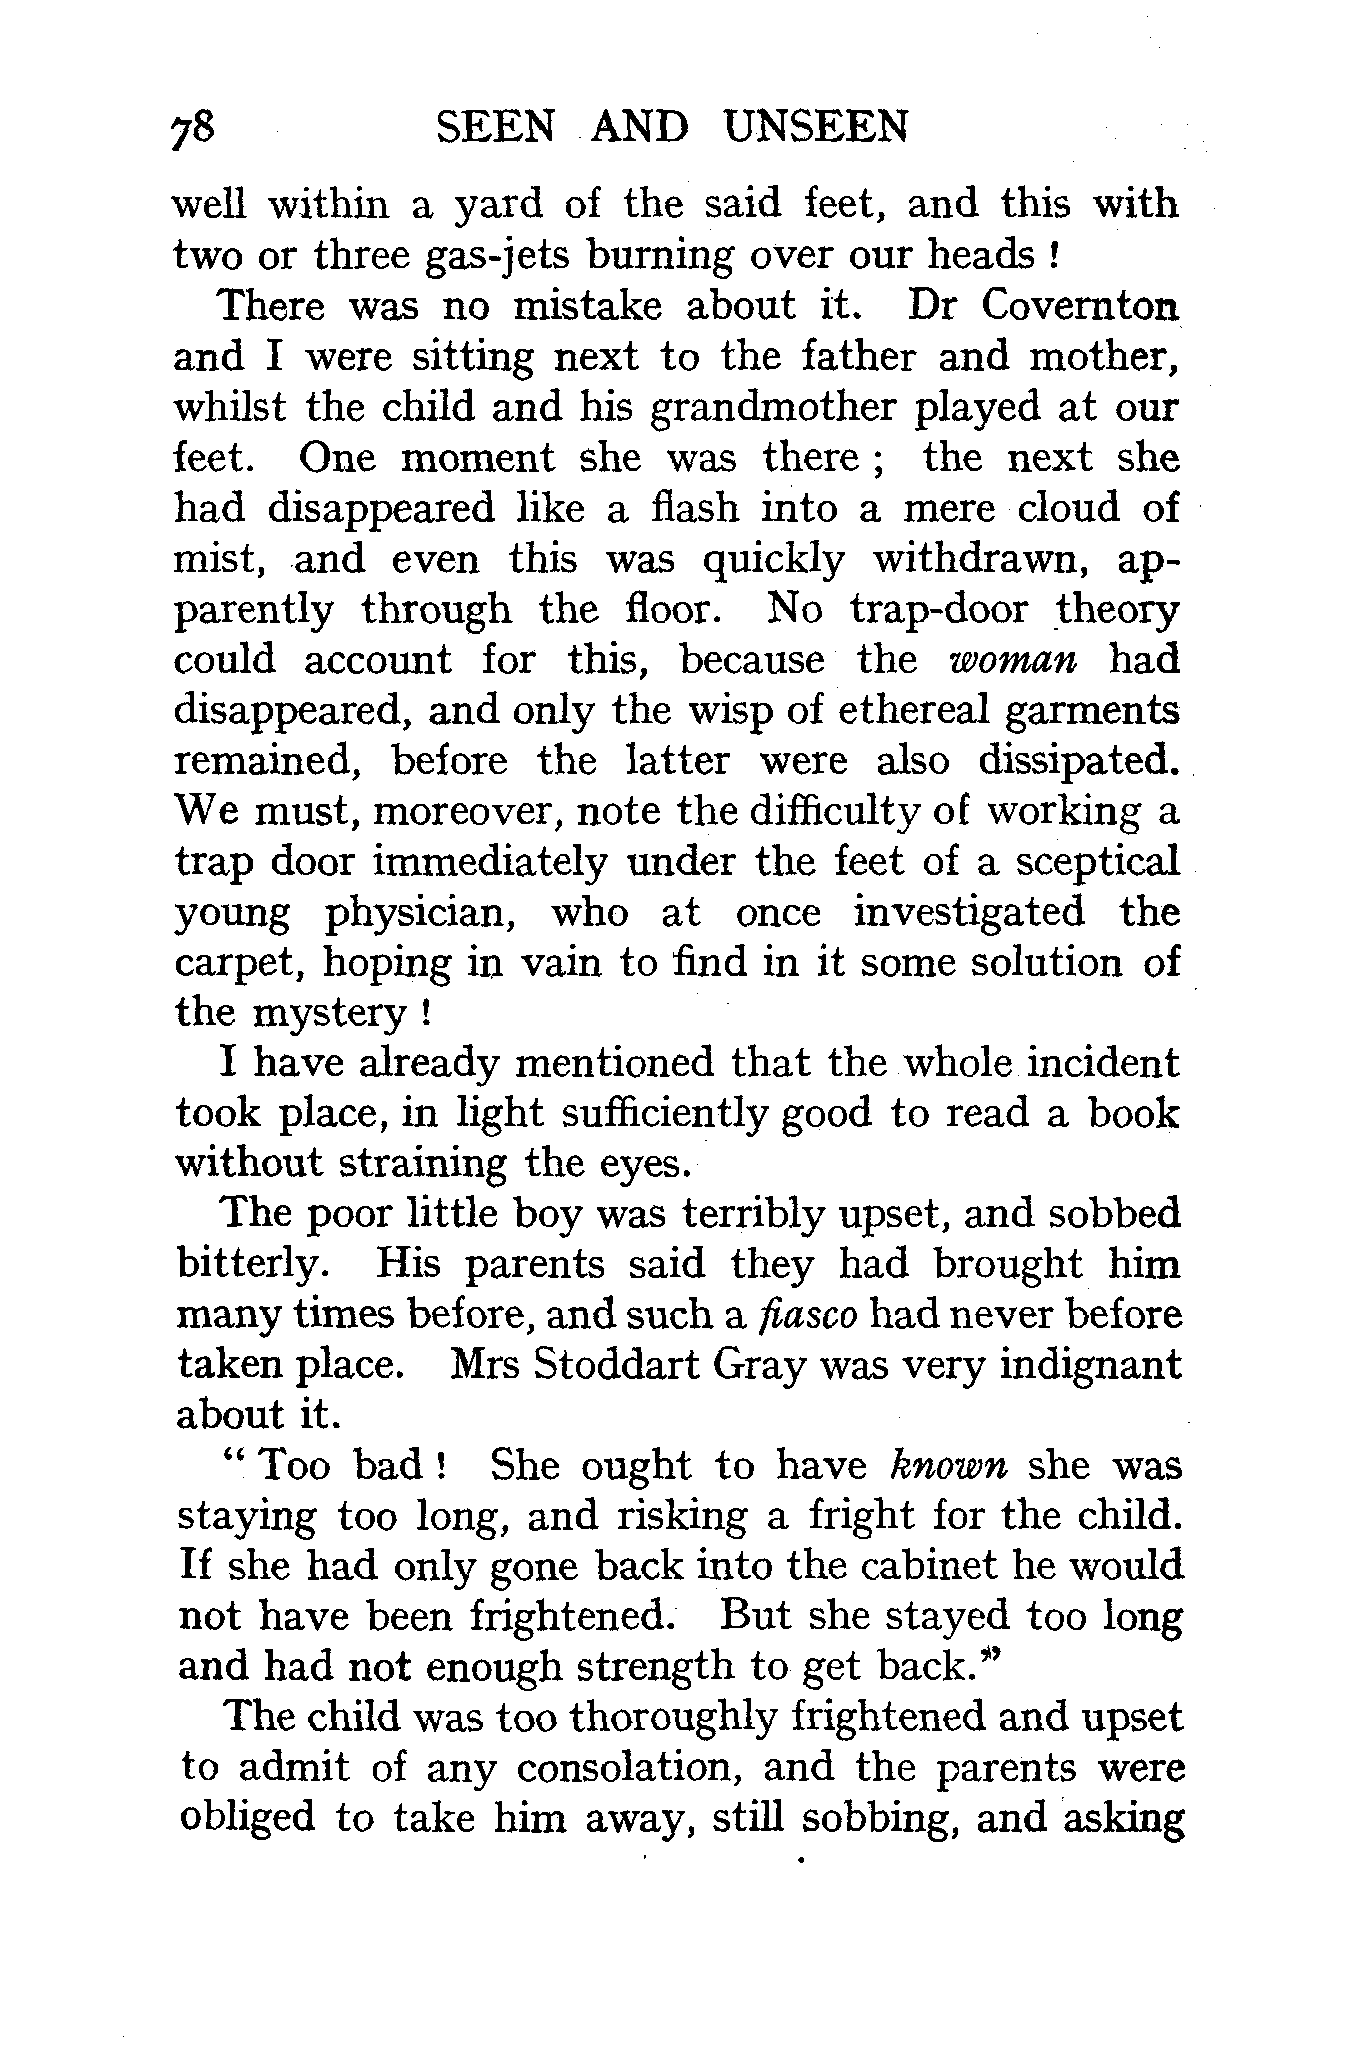 78 SEEN AND UNSEEN
well within a yard of the said feet, and this with
two or three gas-jets burning over our heads !
There was no mistake about it. Dr Covernton
and I were sitting next to the father and mother,
whilst the child and his grandmother played at our
feet. One moment she was there ; the next she
had disappeared like a flash into a mere cloud of
mist, and even this was quickly withdrawn, ap-
parently through the floor. No trap-door theory
could account for this, because the woman had
disappeared, and only the wisp of ethereal garments
remained, before the latter were also dissipated.
We must, moreover, note the difficulty of working a
trap door immediately under the feet of a sceptical
young physician, who at once investigated the
carpet, hoping in vain to find in it some solution of
the mystery !
I have already mentioned that the whole incident
took place, in light sufficiently good to read a book
without straining the eyes.
The poor little boy was terribly upset, and sobbed
bitterly. His parents said they had brought him
many times before, and such a fiasco had never before
taken place. Mrs Stoddart Gray was very indignant
about it.
“ Too bad ! She ought to have known she was
staying too long, and risking a fright for the child.
If she had only gone back into the cabinet he would
not have been frightened. But she stayed too long
and had not enough strength to get back.”
The child was too thoroughly frightened and upset
to admit of any consolation, and the parents were
obliged to take him away, still sobbing, and asking